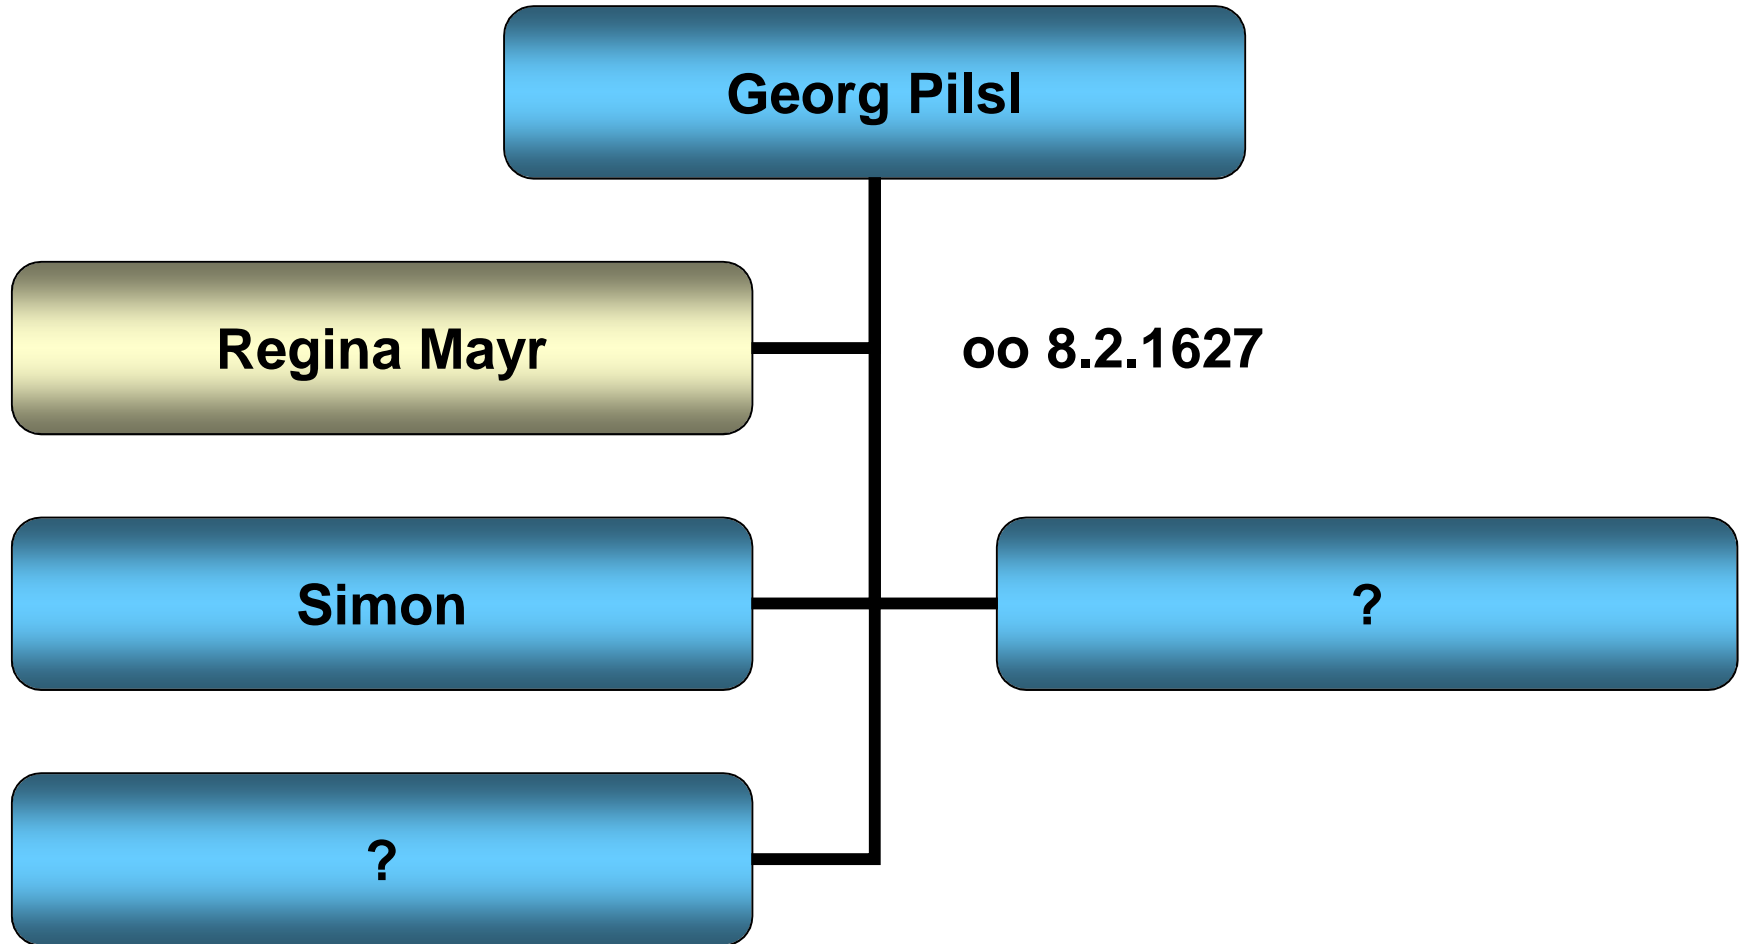 Georg Pilsl
Regina Mayr
oo 8.2.1627
Simon
?
?